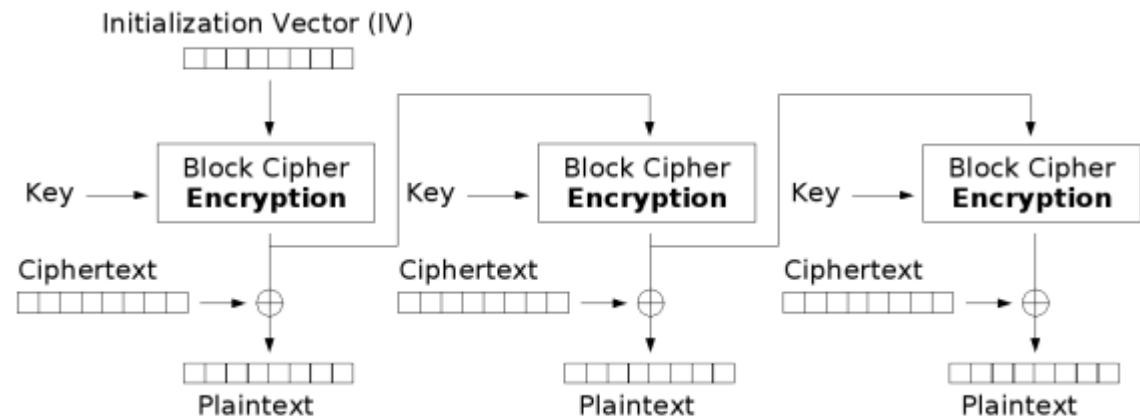 Initialization Vector (IV)
Block Cipher
Encryption
Key
Block Cipher
Encryption
Key
Block Cipher
Encryption
Key
Ciphertext
Ciphertext
Ciphertext
Plaintext
Plaintext
Plaintext